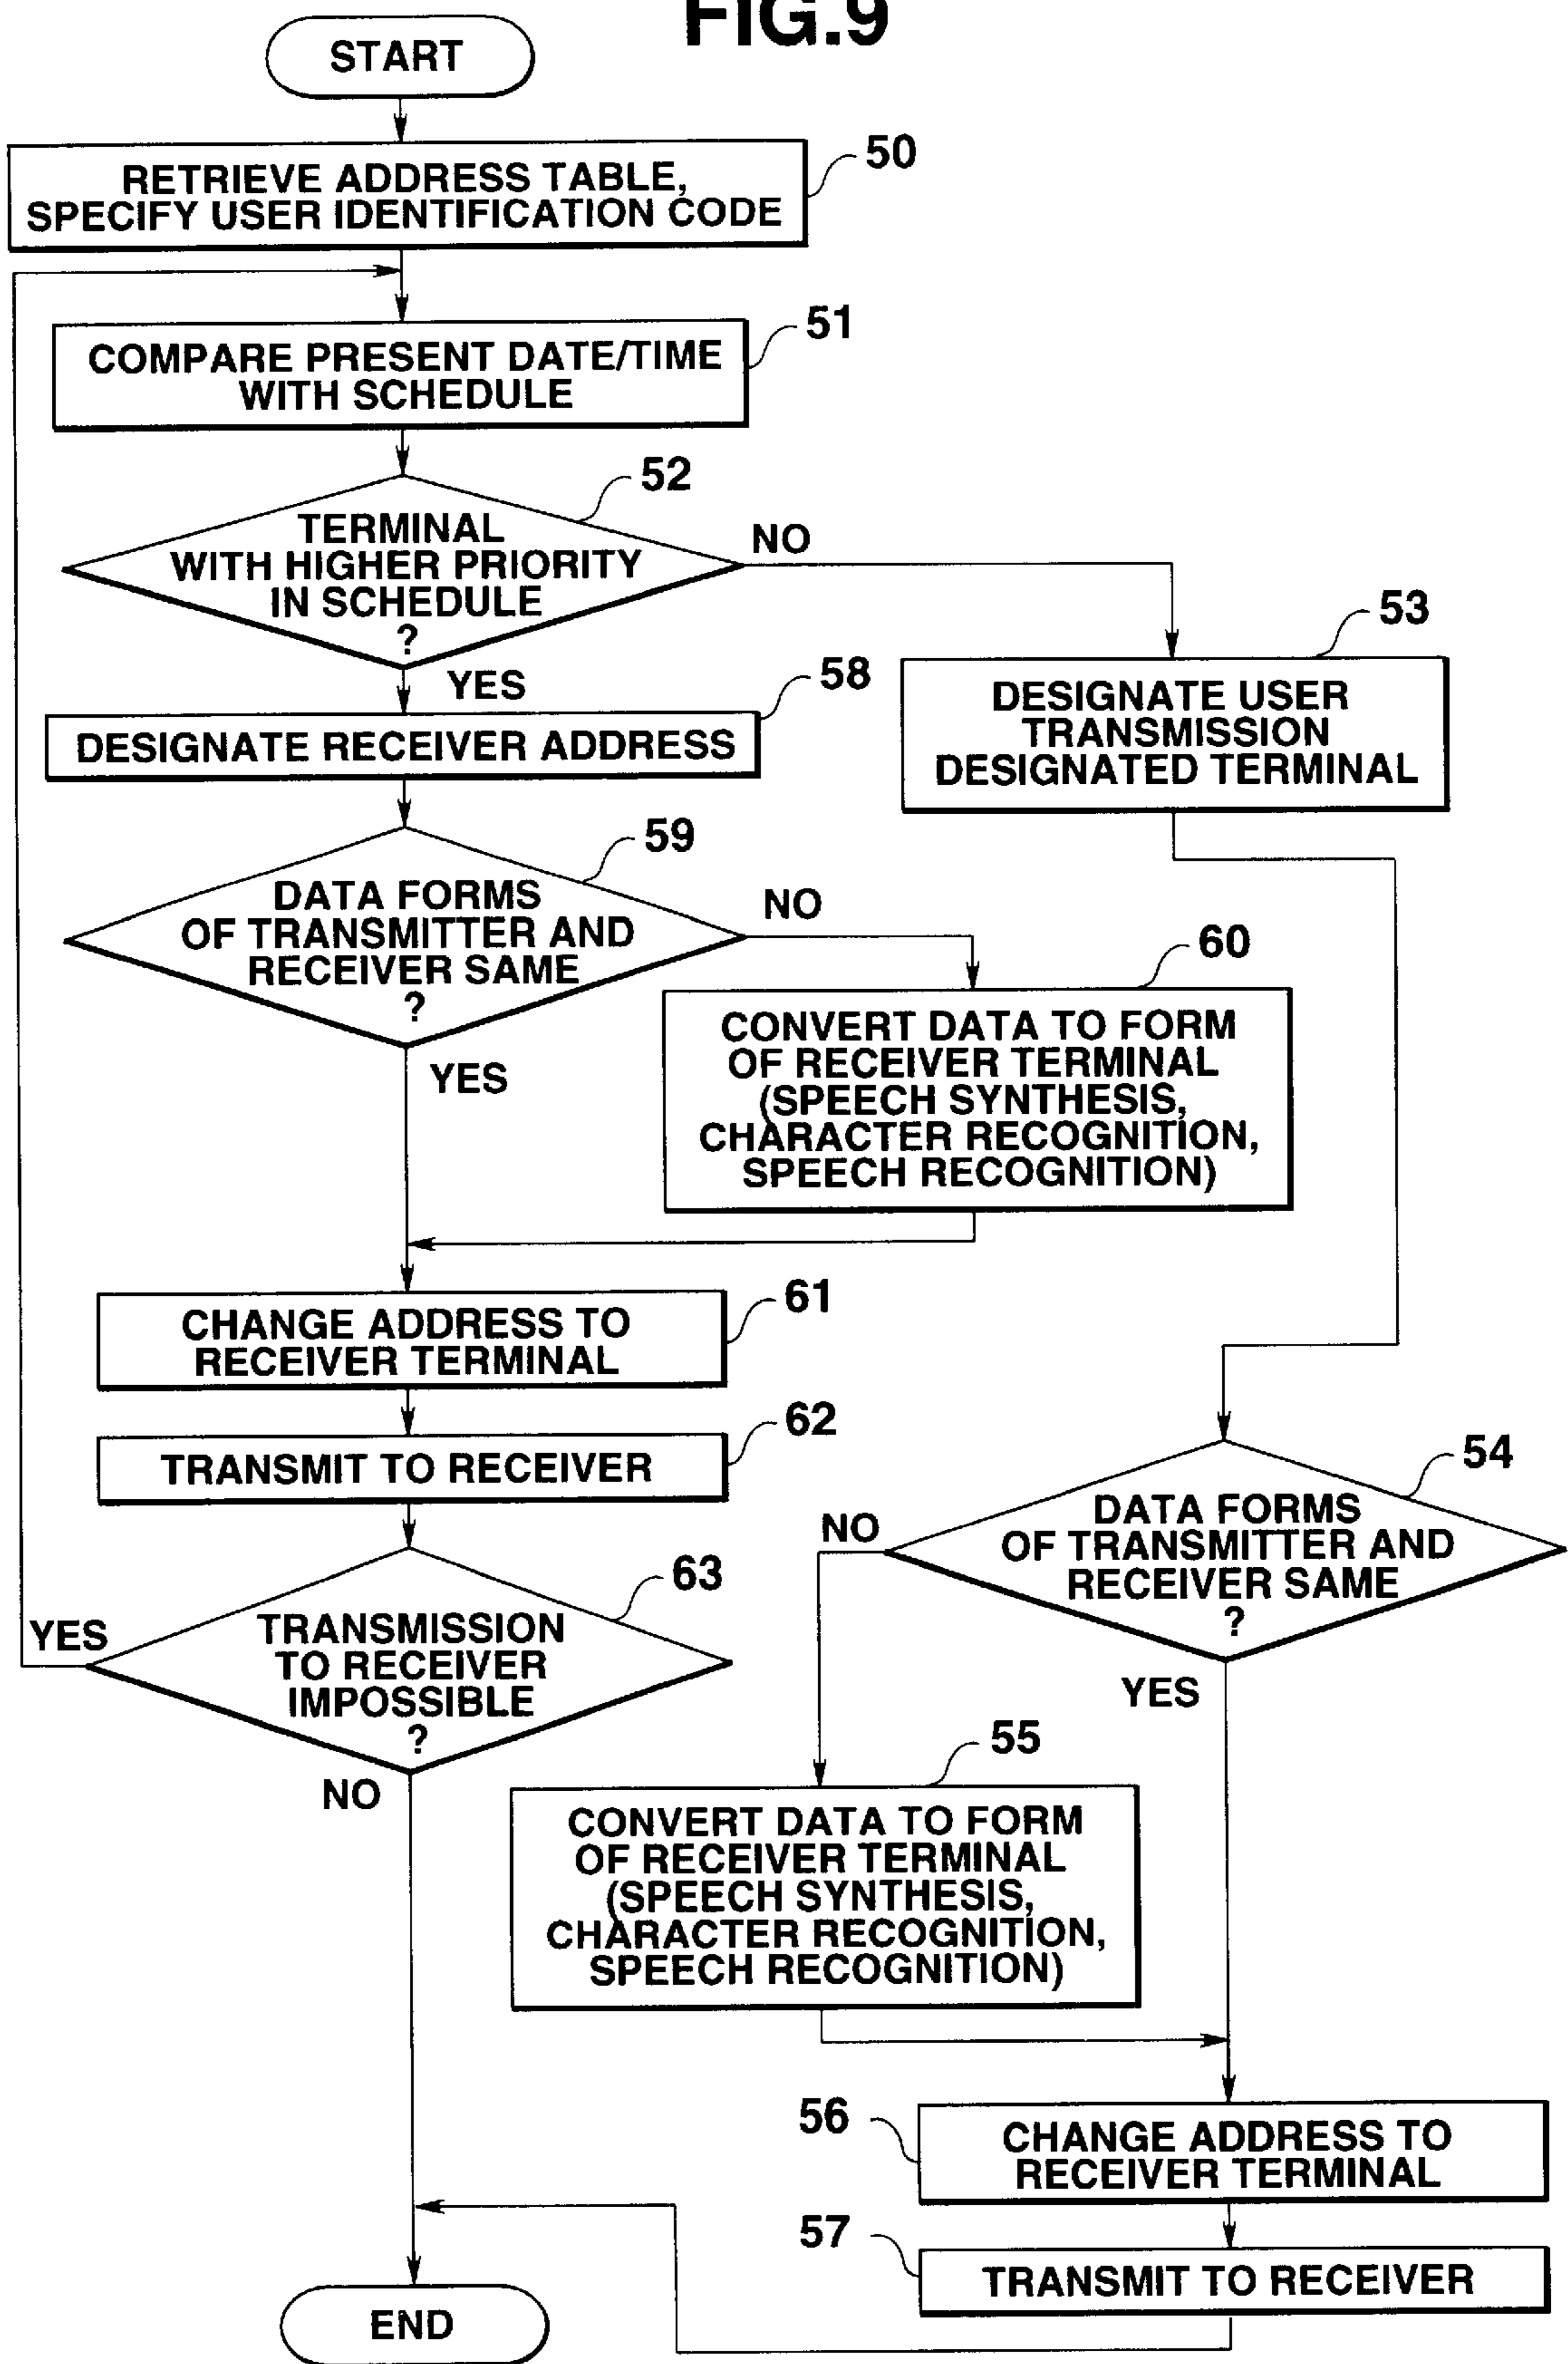 FIG.9
START
50
RETRIEVE ADDRESS TABLE,
SPECIFY USER IDENTIFICATION CODE
51
COMPARE PRESENT DATE/TIME
WITH SCHEDULE
52
TERMINAL
WITH HIGHER PRIORITY
IN SCHEDULE
?
NO
YES
53
DESIGNATE USER
TRANSMISSION
DESIGNATED TERMINAL
58
DESIGNATE RECEIVER ADDRESS
59
DATA FORMS
OF TRANSMITTER AND
RECEIVER SAME
?
NO
YES
60
CONVERT DATA TO FORM
OF RECEIVER TERMINAL
(SPEECH SYNTHESIS,
CHARACTER RECOGNITION,
SPEECH RECOGNITION)
61
CHANGE ADDRESS TO
RECEIVER TERMINAL
62
TRANSMIT TO RECEIVER
63
TRANSMISSION
TO RECEIVER
IMPOSSIBLE
?
YES
NO
54
DATA FORMS
OF TRANSMITTER AND
RECEIVER SAME
?
NO
YES
55
CONVERT DATA TO FORM
OF RECEIVER TERMINAL
(SPEECH SYNTHESIS,
CHARACTER RECOGNITION,
SPEECH RECOGNITION)
56
CHANGE ADDRESS TO
RECEIVER TERMINAL
57
TRANSMIT TO RECEIVER
END